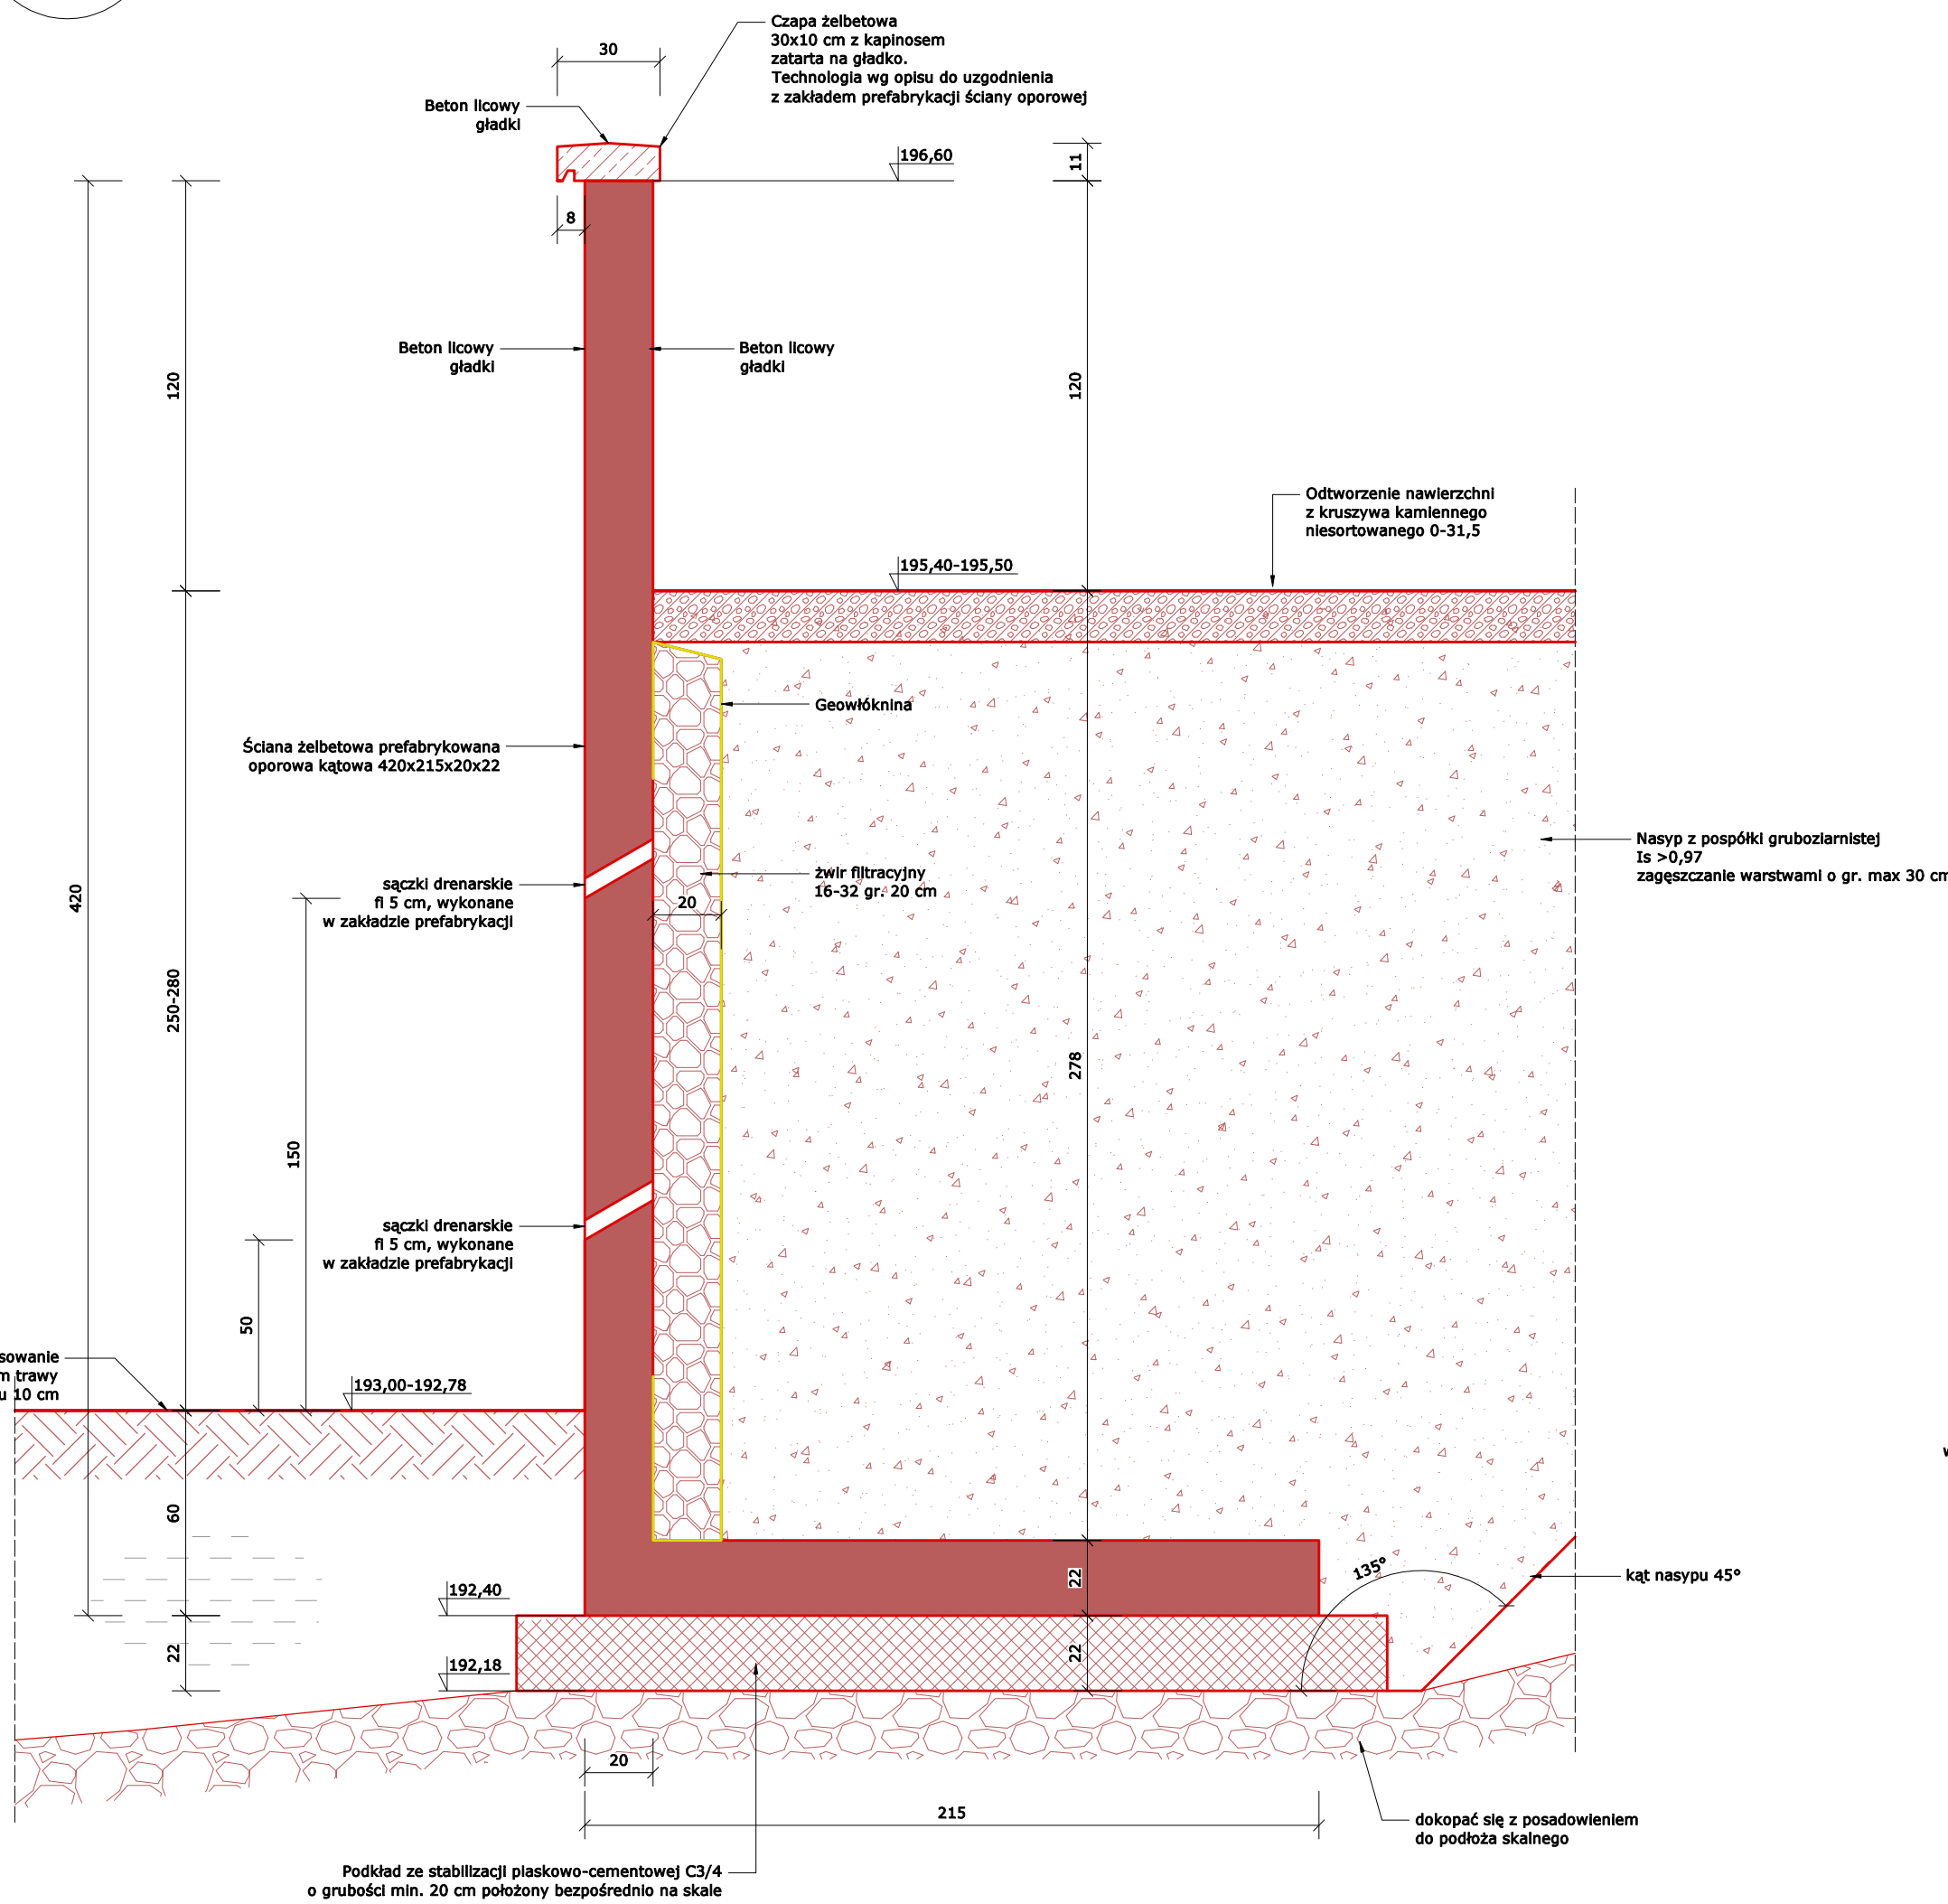 Czapa żelbetowa
30x10 cm z kapinosem
zatarta na gładko.
Technologia wg opisu do uzgodnienia
z zakładem prefabrykacji ściany oporowej
30
Beton licowy
gładki
196,60
11
8
120
120
Beton licowy
gładki
Beton licowy
gładki
Odtworzenie nawierzchni
z kruszywa kamiennego
niesortowanego 0-31,5
195,40-195,50
Geowłóknina
Ściana żelbetowa prefabrykowana
oporowa kątowa 420x215x20x22
Nasyp z pospółki gruboziarnistej
Is >0,97
zagęszczanie warstwami o gr. max 30 cm
żwir filtracyjny
16-32 gr. 20 cm
20
sączki drenarskie
fi 5 cm, wykonane
w zakładzie prefabrykacji
420
250-280
278
150
sączki drenarskie
fi 5 cm, wykonane
w zakładzie prefabrykacji
50
sowanie
m trawy
u 10 cm
193,00-192,78
w
60
135°
kąt nasypu 45°
22
192,40
22
22
192,18
20
215
dokopać się z posadowieniem
do podłoża skalnego
Podkład ze stabilizacji piaskowo-cementowej C3/4
o grubości min. 20 cm położony bezpośrednio na skale